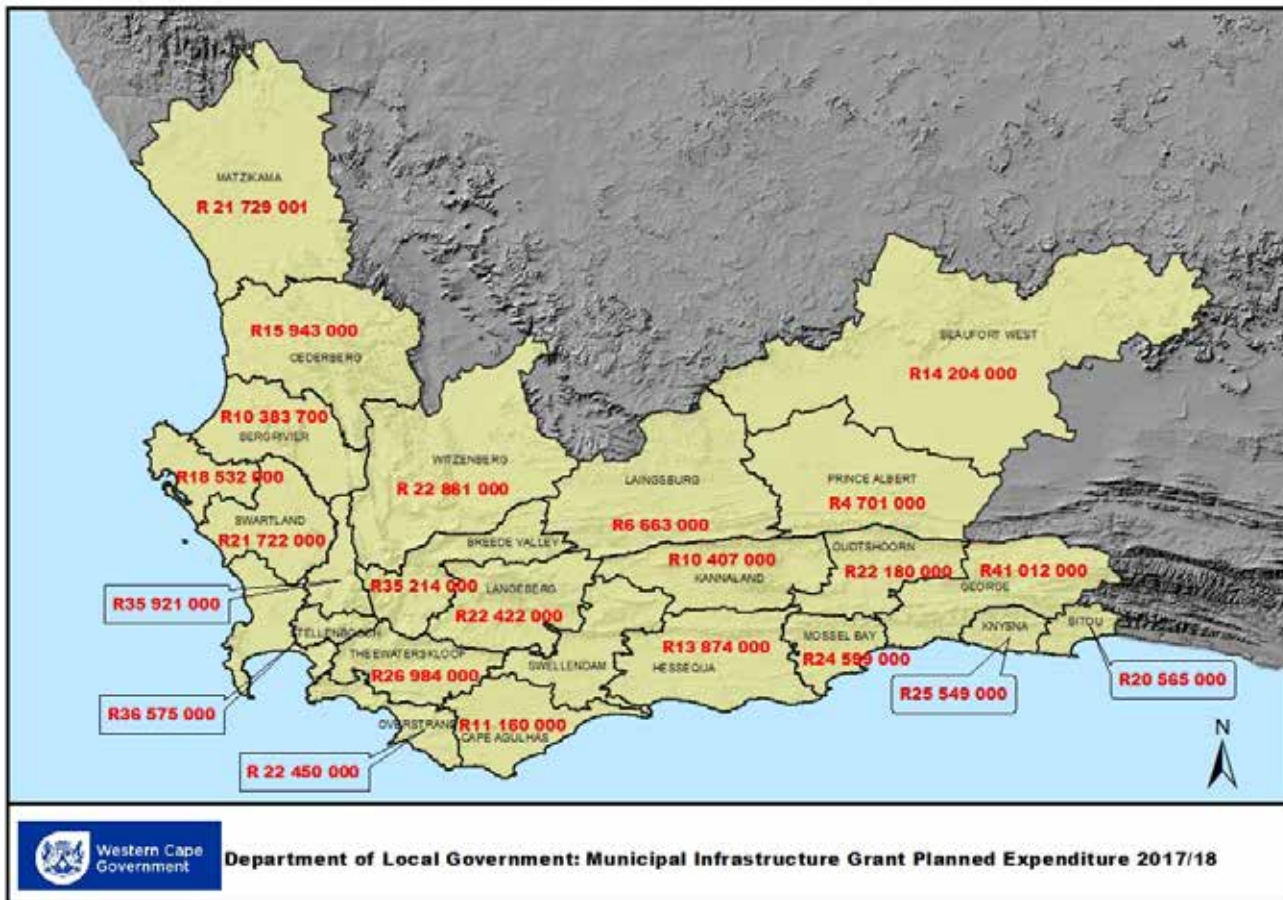 MATZIKAMA
R 21 729 001
R15 943 000
CEDERBERG
BEAUFORT WEST
R14 204 000
R10 383 700
BERGRIVIER
WITZENBERG
R 22 861 000
LAINGSBURG
PRINCE ALBERT
R4 701 000
R18 532 000
SWARTLAND
R21 722 000
R6 663 000
BREEDE VALLEY
OUDTSHOORN
R10 407 000
KANNALAND
R22 180 000
R41 012 000
GEORGE
R35 921 000
R35 214 000
LANGEBERG
R22 422 000
STELLENBOSCH
THEEWATERSKLOOF
R26 984 000
SWELLENDAM
R13 874 000
HESSEQUA
MOSSEL BAY
R24 599 000
KNYSNA
BITOU
R25 549 000
R20 565 000
R36 575 000
OVERSTRAND
R11 160 000
CAPE AGULHAS
R 22 450 000
N
Western Cape
Government
Department of Local Government: Municipal Infrastructure Grant Planned Expenditure 2017/18